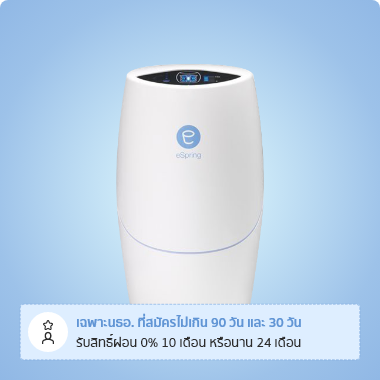 e
eSpring
เฉพาะนธอ. ที่สมัครไม่เกิน 90 วัน และ 30 วัน
รับสิทธิ์ผ่อน 0% 10 เดือน หรือนาน 24 เดือน